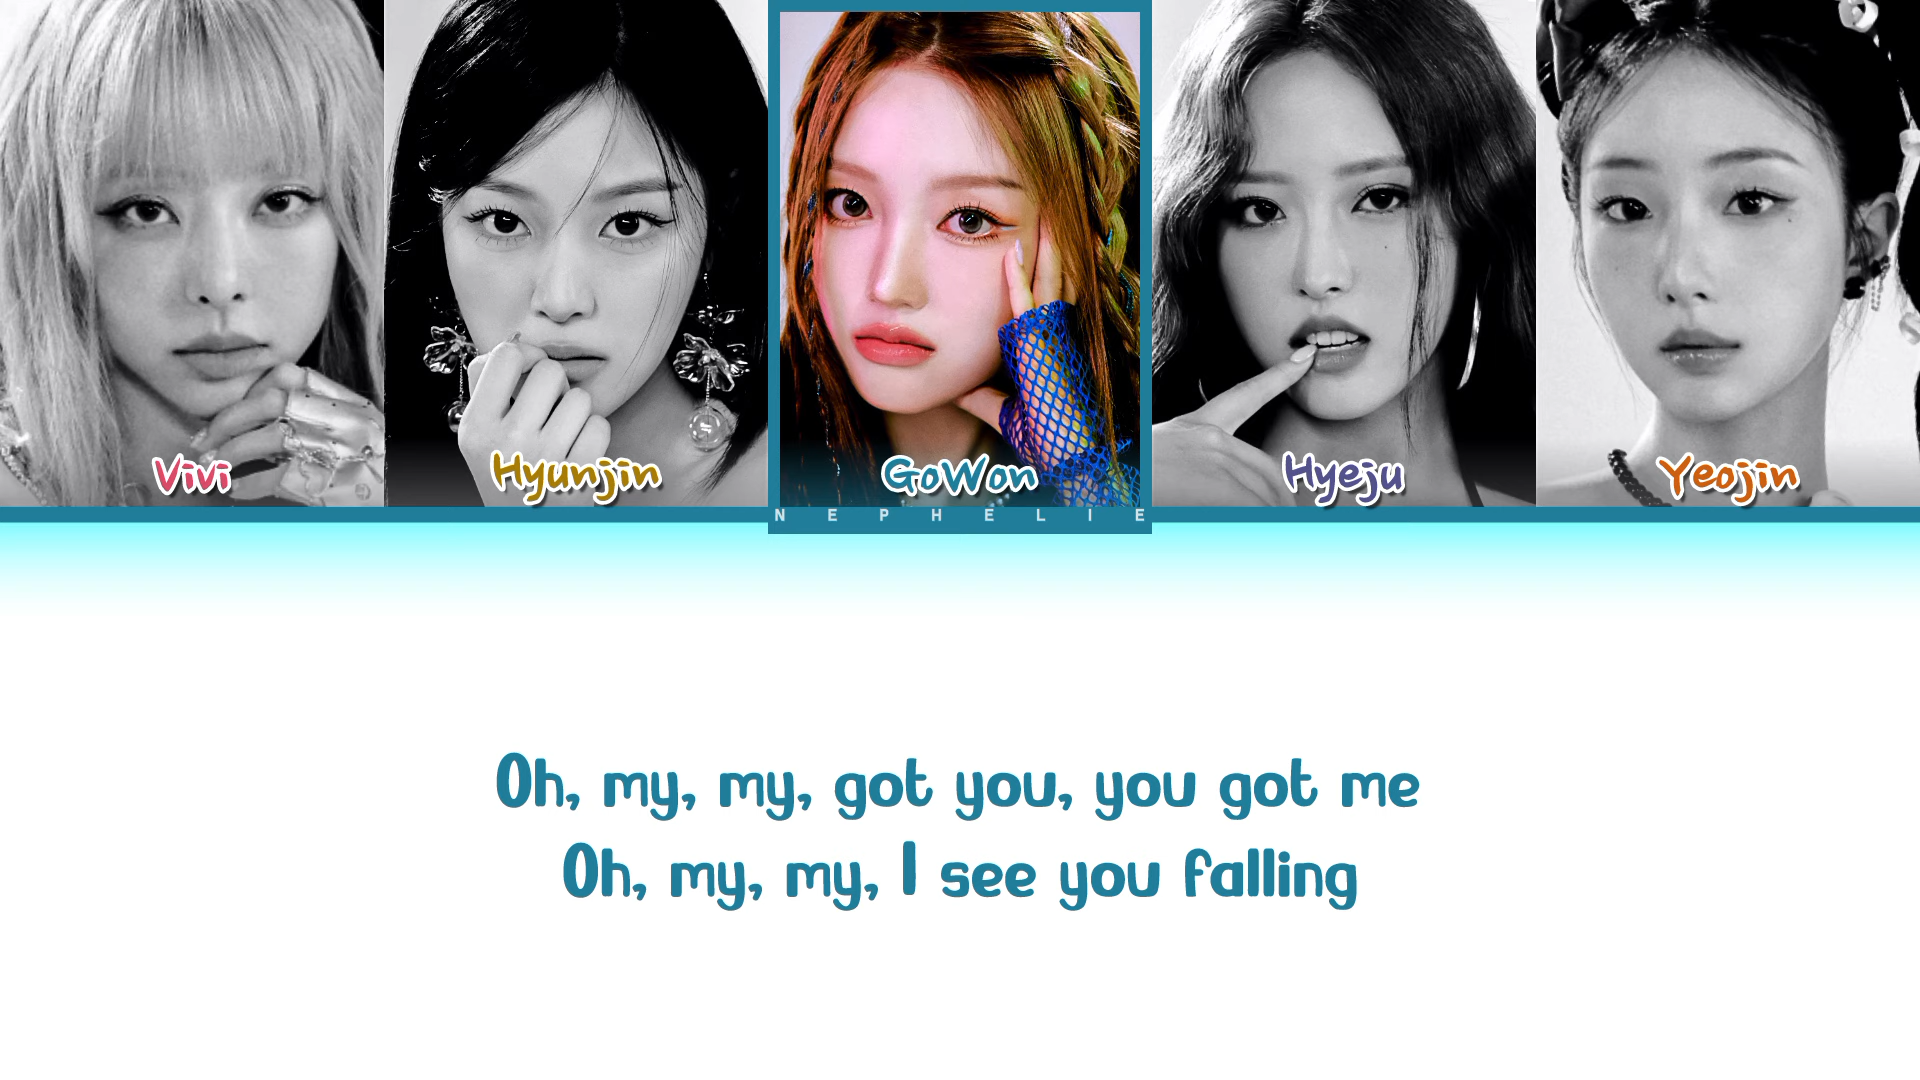 Vivi
Hyunjin
GoWon
Hyeju
Yeojin
NEPHELIE
Oh, my, my, got you, you got me
Oh, my, my, I see you falling